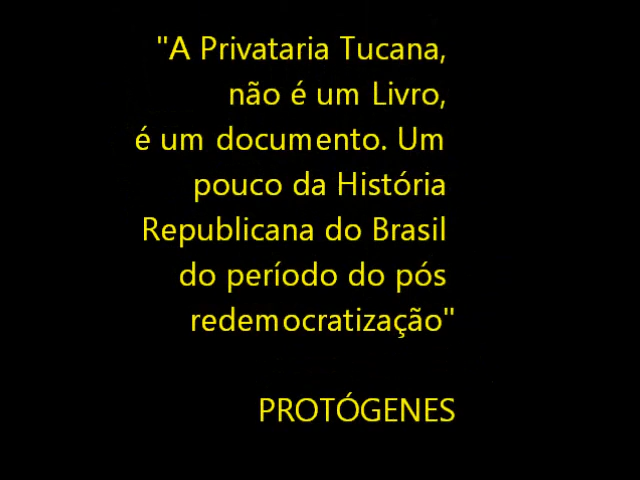 "A Privataria Tucana,
não é um Livro,
é um documento. Um
pouco da História
Republicana do Brasil
do período do pós
redemocratização"
PROTÓGENES